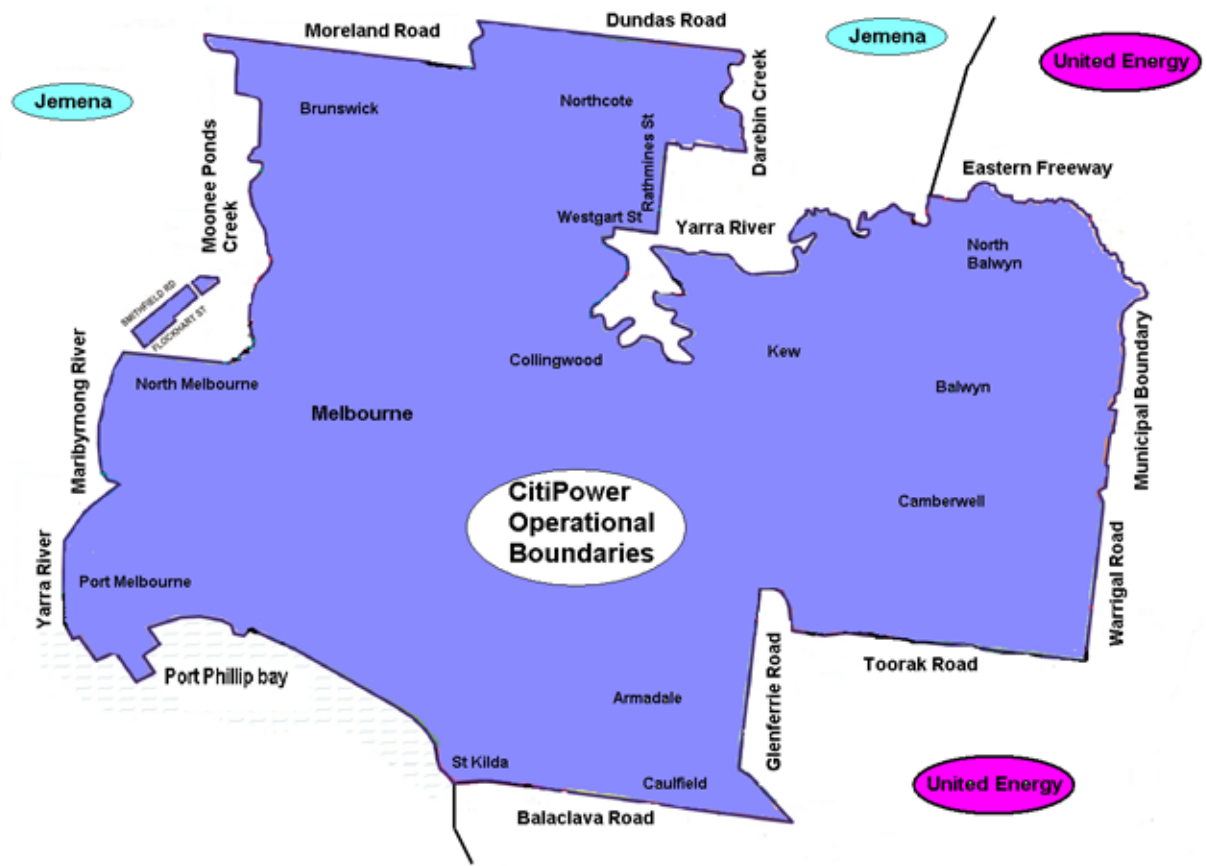 Moreland Road
Dundas Road
Jemena
United Energy
Jemena
Brunswick
Northcote
Darebin Creek
Rathmines St
Moonee Ponds
Creek
Eastern Freeway
Westgart St
Yarra River
North
Balwyn
SMITHFIELD RD
FLOCKHART ST
Collingwood
Kew
North Melbourne
Balwyn
Municipal Boundary
Maribyrnong River
Melbourne
CitiPower
Operational
Boundaries
Camberwell
Yarra River
Port Melbourne
Warrigal Road
Port Phillip bay
Toorak Road
Glenferrie Road
Armadale
St Kilda
Caulfield
United Energy
Balaclava Road